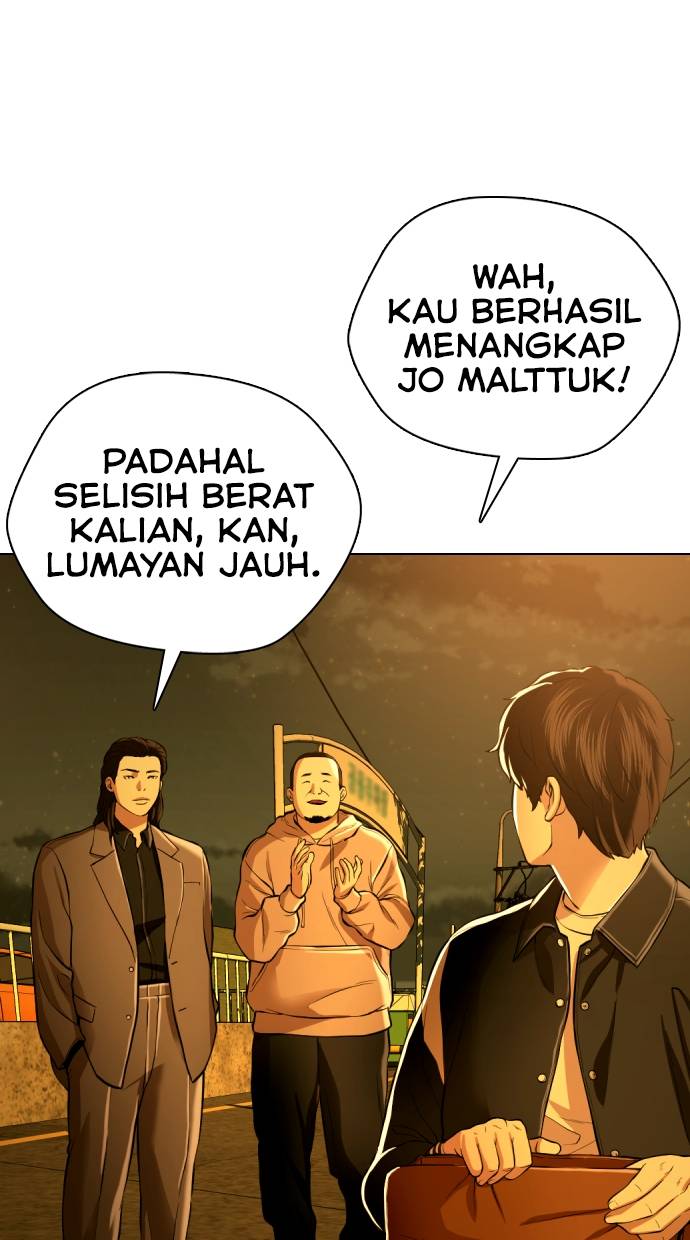 WAH,
KAU BERHASIL
MENANGKAP
JO MALTTUK!
PADAHAL
SELISIH BERAT
KALIAN, KAN,
LUMAYAN JAUH.